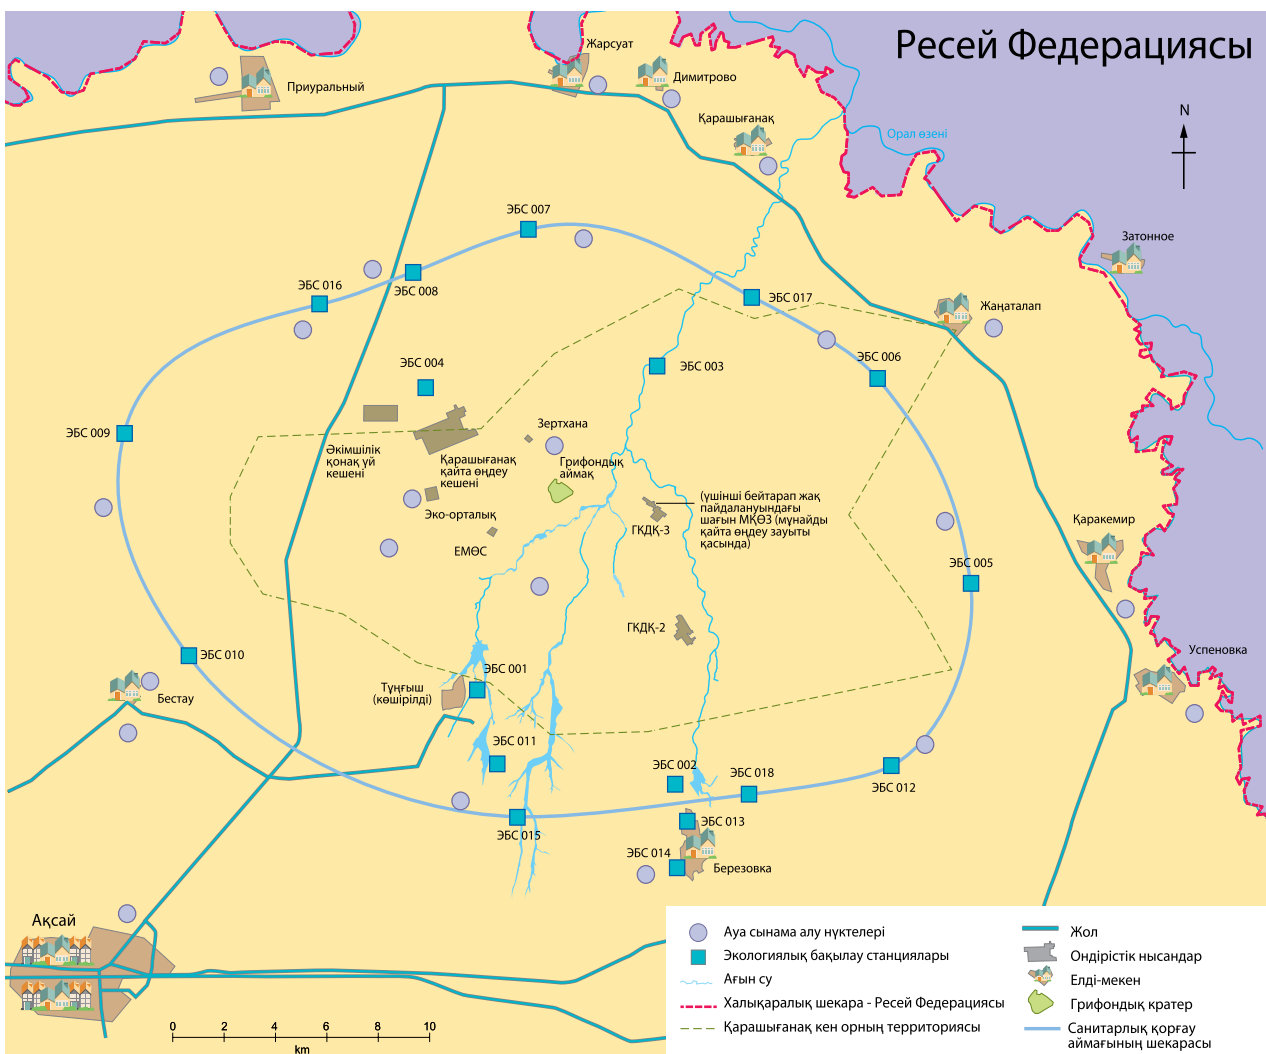 Ресей Федерациясы
Жарсуат
Димитрово
Приуральный
Қарашығанақ
N
Орал өзені
ЭБС 007
Затонное
ЭБС 016
ЭБС 008
ЭБС 017
Жаңаталап
ЭБС 006
ЭБС 004
ЭБС 003
ЭБС 009
Зертхана
Әкімшілік
қонақ үй
кешені
Қарашығанақ
қайта өңдеу
кешені
Грифондық
аймақ
(үшінші бейтарап жақ
пайдалануындағы
шағын МҚӨЗ (мұнайды
қайта өңдеу зауыты
қасында)
Эко-орталық
ГКДҚ-3
Қаракемир
ЕМӨС
ЭБС 005
ГКДҚ-2
ЭБС 010
Успеновка
ЭБС 001
Тұңғыш
(көшірілді)
Бестау
ЭБС 011
ЭБС 002
ЭБС 018
ЭБС 012
ЭБС 015
ЭБС 013
ЭБС 014
Березовка
Ақсай
Ауа сынама алу нүктелері
Экологиялық бақылау станциялары
Ағын су
Халықаралық шекара - Ресей Федерациясы
Қарашығанақ кен орның территориясы
Жол
Ондірістік нысандар
Елді-мекен
Грифондық кратер
Санитарлық қорғау
аймағының шекарасы
0 2 4 6 8 10
km